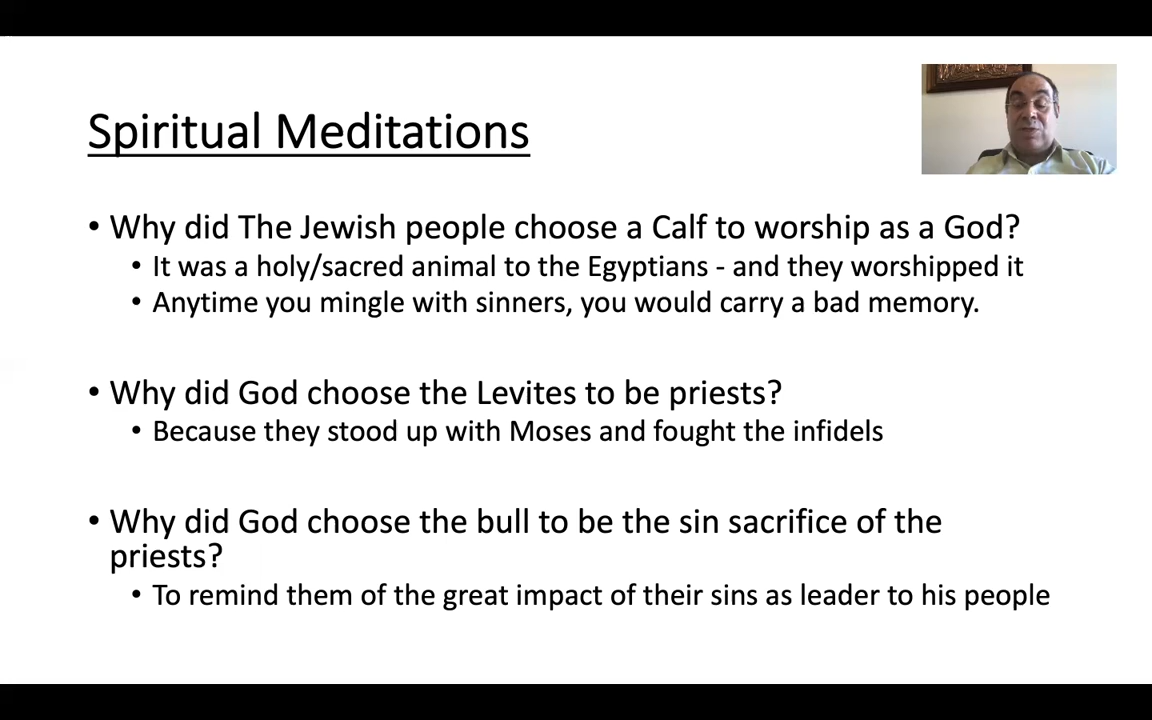 Spiritual Meditations
• Why did The Jewish people choose a Calf to worship as a God?
• It was a holy/sacred animal to the Egyptians - and they worshipped it
• Anytime you mingle with sinners, you would carry a bad memory.
• Why did God choose the Levites to be priests?
• Because they stood up with Moses and fought the infidels
• Why did God choose the bull to be the sin sacrifice of the
priests?
• To remind them of the great impact of their sins as leader to his people